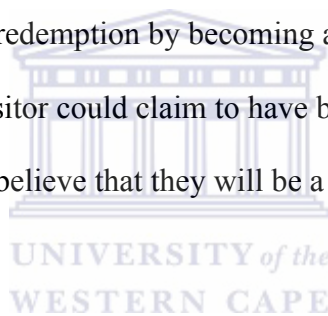 redemption by becoming a
sitor could claim to have b
believe that they will be a
UNIVERSITY of the
WESTERN CAPE